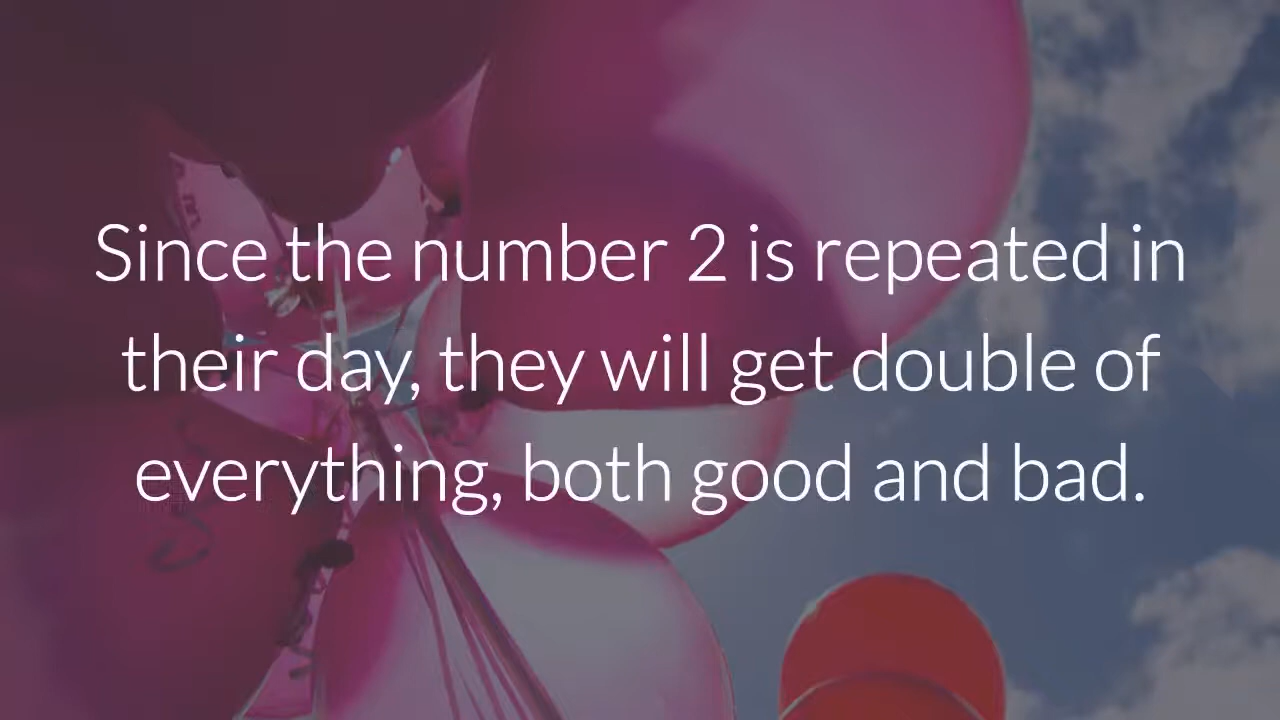 Since the number 2 is repeated in
their day, they will get double of
everything, both good and bad.